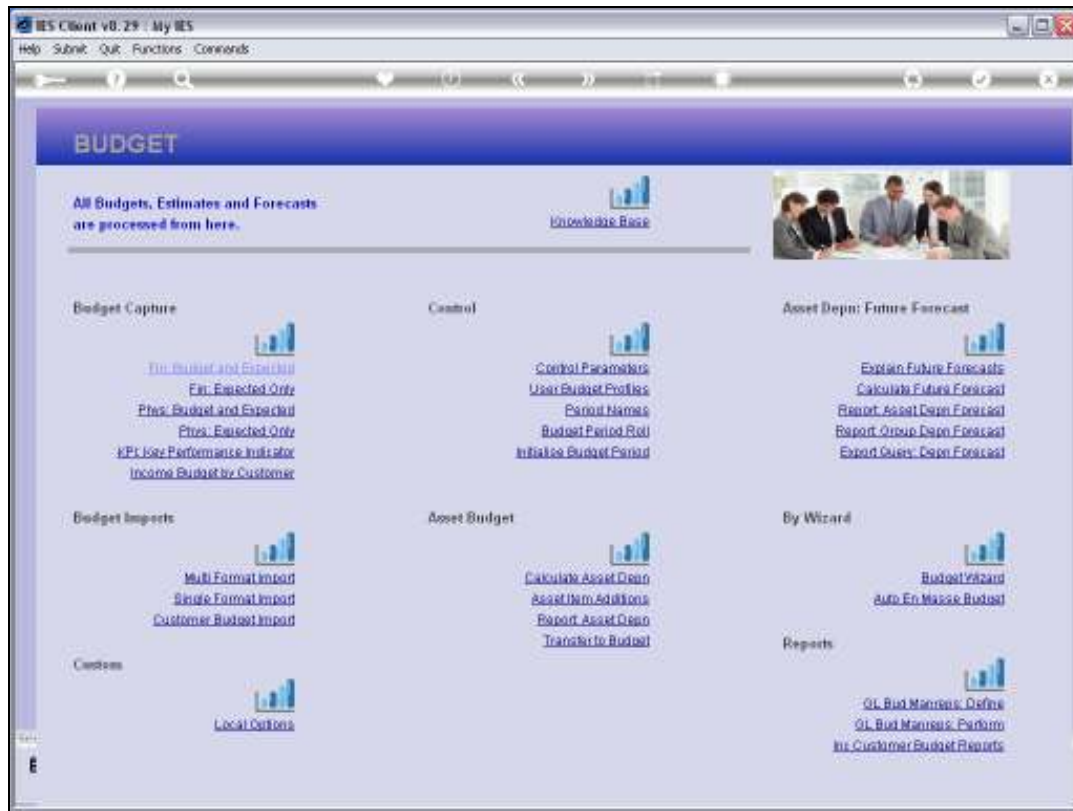 IES Client v8.29 : My IES
Help Submit Quit Functions Commands
BUDGET
All Budgets, Estimates and Forecasts
are processed from here.
Knowledge Base
Budget Capture
Fin: Budget and Expected
Fin: Expected Only
Phys: Budget and Expected
Phys: Expected Only
KPI: Key Performance Indicator
Income Budget by Customer
Control
Control Parameters
User Budget Profiles
Period Names
Budget Period Roll
Initialise Budget Period
Asset Depn: Future Forecast
Explain Future Forecasts
Calculate Future Forecast
Report: Asset Depn Forecast
Report: Group Depn Forecast
Export Query: Depn Forecast
Budget Imports
Multi Format Import
Single Format Import
Customer Budget Import
Asset Budget
Calculate Asset Depn
Asset Item Additions
Report Asset Depn
Transfer to Budget
By Wizard
Budget Wizard
Auto En Masse Budget
Custom
Local Options
Reports
GL Bud Manreps: Define
GL Bud Manreps: Perform
Inc Customer Budget Reports